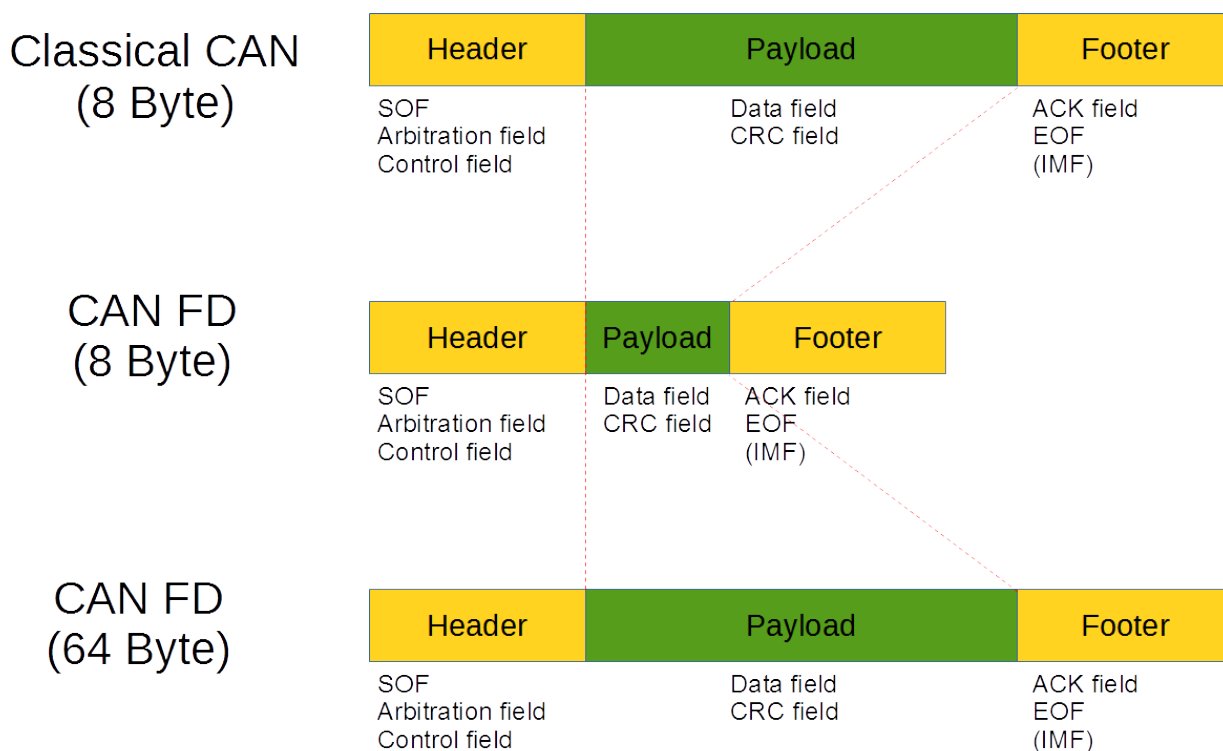 Classical CAN
(8 Byte)
Header
Payload
Footer
SOF
Arbitration field
Control field
Data field
CRC field
ACK field
EOF
(IMF)
CAN FD
(8 Byte)
Header
Payload
Footer
SOF
Arbitration field
Control field
Data field
CRC field
ACK field
EOF
(IMF)
CAN FD
(64 Byte)
Header
Payload
Footer
SOF
Arbitration field
Control field
Data field
CRC field
ACK field
EOF
(IMF)